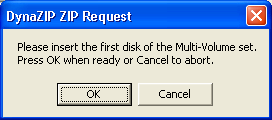 DynaZIP ZIP Request
Please insert the first disk of the Multi-Volume set.
Press OK when ready or Cancel to abort.
OK
Cancel